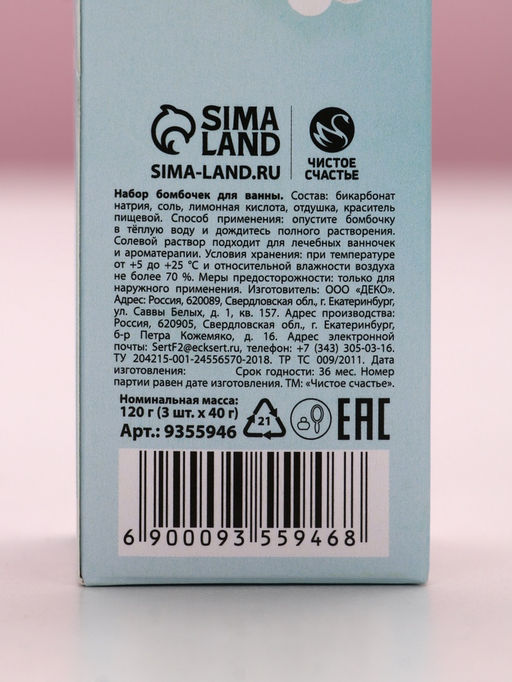 SIMA
LAND
SIMA-LAND.RU
ЧИСТОЕ
СЧАСТЬЕ
Набор бомбочек для ванны. Состав: бикарбонат
натрия, соль, лимонная кислота, отдушка, краситель
пищевой. Способ применения: опустите бомбочку
в тёплую воду и дождитесь полного растворения.
Солевой раствор подходит для лечебных ванночек
и ароматерапии. Условия хранения: при температуре
от +5 до +25 °С и относительной влажности воздуха
не более 70 %. Меры предосторожности: только для
наружного применения. Изготовитель: ООО «ДЕКО».
Адрес: Россия, 620089, Свердловская обл., г. Екатеринбург,
ул. Саввы Белых, д. 1, кв. 157. Адрес производства:
Россия, 620905, Свердловская обл., г. Екатеринбург,
б-р Петра Кожемяко, д. 16. Адрес электронной
почты: SertF2@ecksert.ru, телефон: +7 (343) 305-03-16.
ТУ 204215-001-24556570-2018. ТР ТС 009/2011. Дата
изготовления: Срок годности: 36 мес. Номер
партии равен дате изготовления. ТМ: «Чистое счастье».
Номинальная масса:
120 г (3 шт. х 40 г)
Арт.: 9355946
21
EAC
6 900093 559468